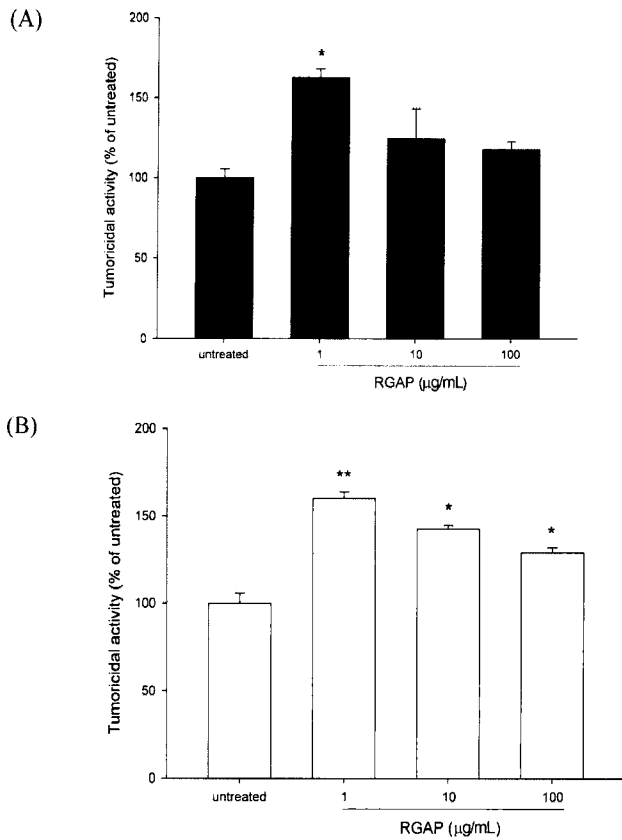 (A)
Tumoricidal activity (% of untreated)
200
150
100
50
0
*
untreated
1
10
100
RGAP (μg/mL)
(B)
Tumoricidal activity (% of untreated)
200
150
100
50
0
**
*
*
untreated
1
10
100
RGAP (μg/mL)